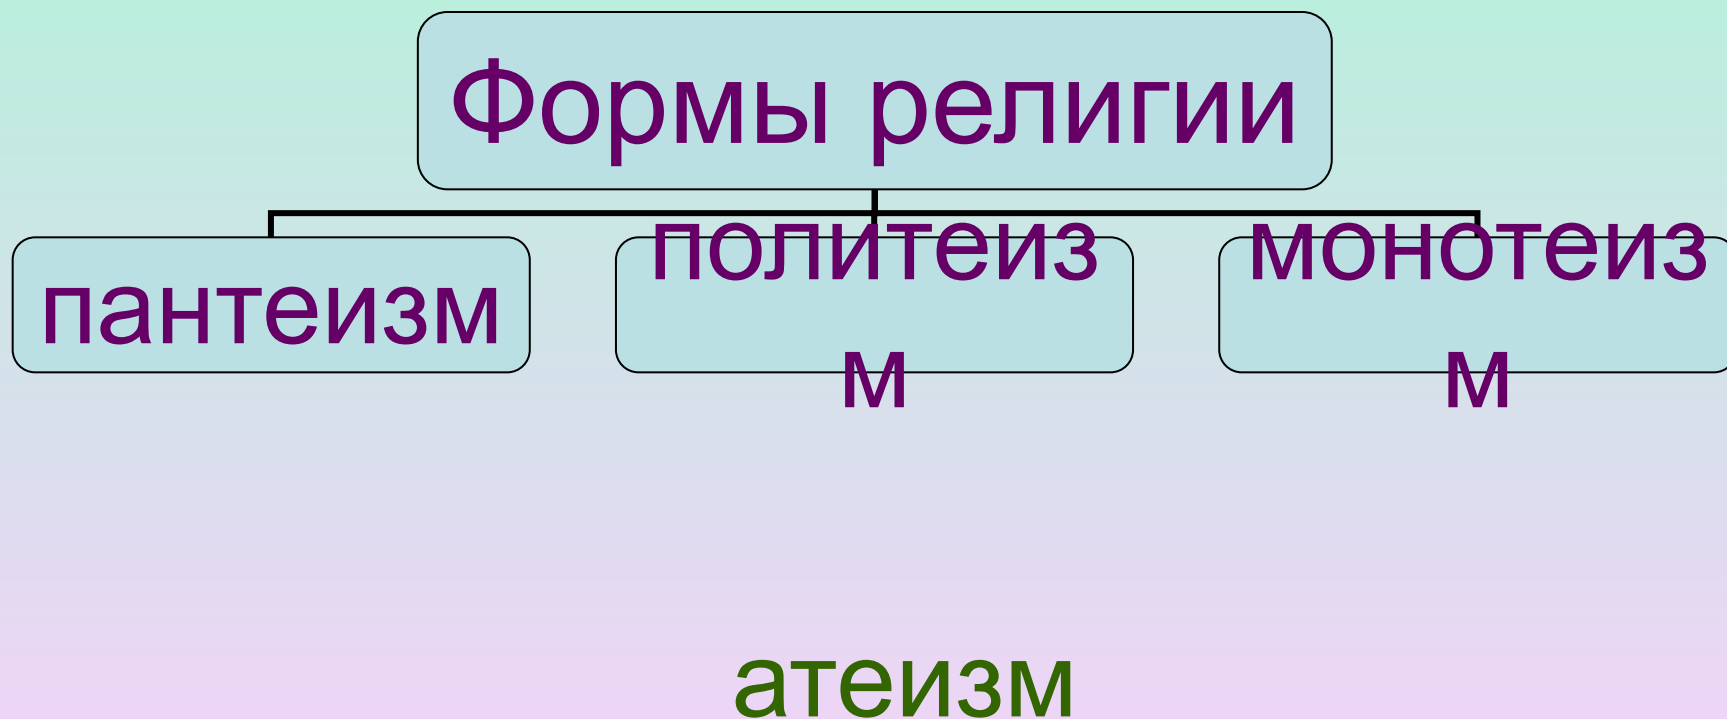 Формы религии
пантеизм
политеиз
м
монотеиз
м
атеизм